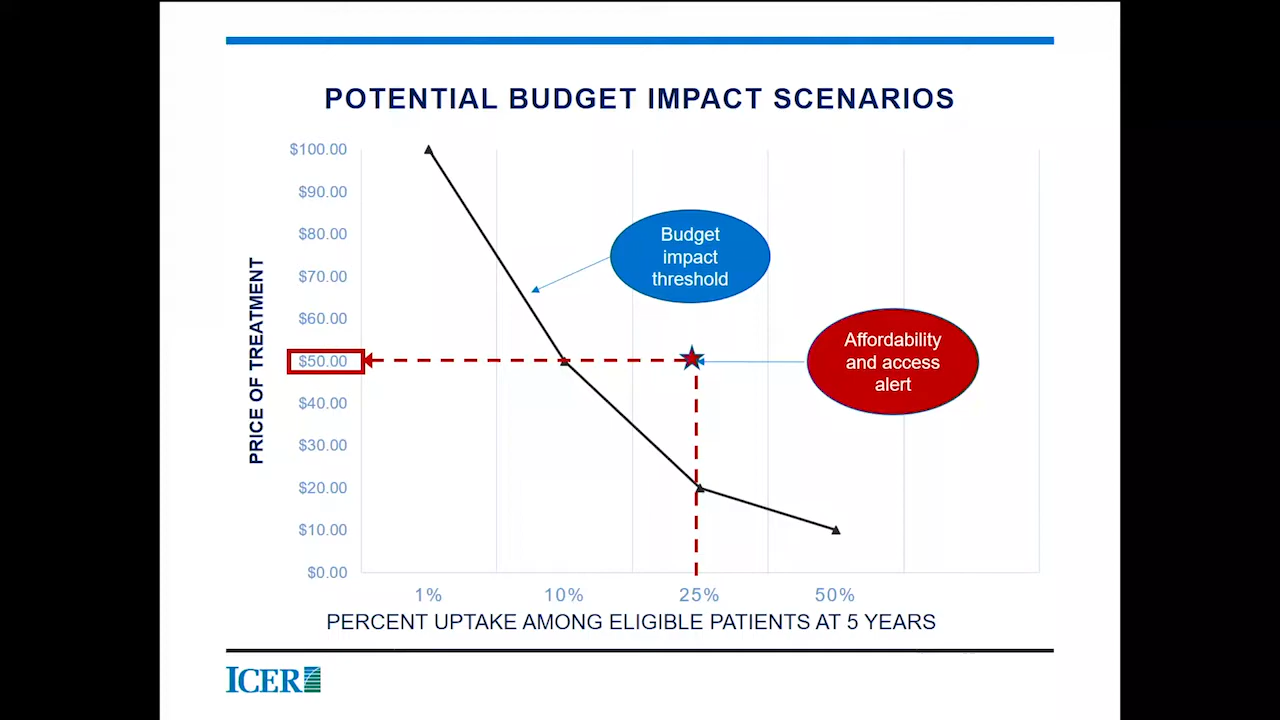 POTENTIAL BUDGET IMPACT SCENARIOS
$100.00
$90.00
$80.00
$70.00
$60.00
$50.00
$40.00
$30.00
$20.00
$10.00
$0.00
PRICE OF TREATMENT
Budget
impact
threshold
Affordability
and access
alert
1% 10% 25% 50%
PERCENT UPTAKE AMONG ELIGIBLE PATIENTS AT 5 YEARS
ICER